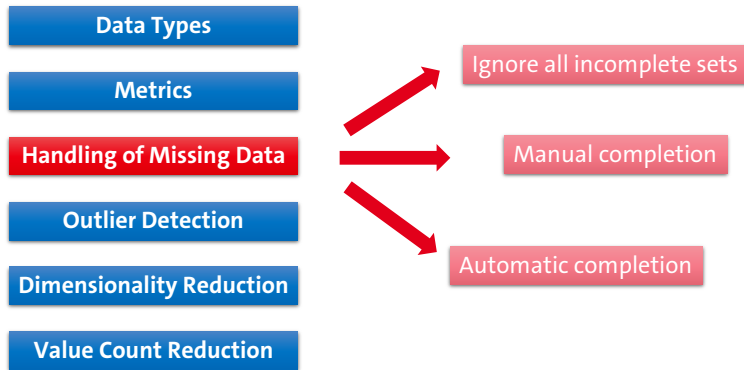 Data Types
Metrics
Handling of Missing Data
Outlier Detection
Dimensionality Reduction
Value Count Reduction
Ignore all incomplete sets
Manual completion
Automatic completion